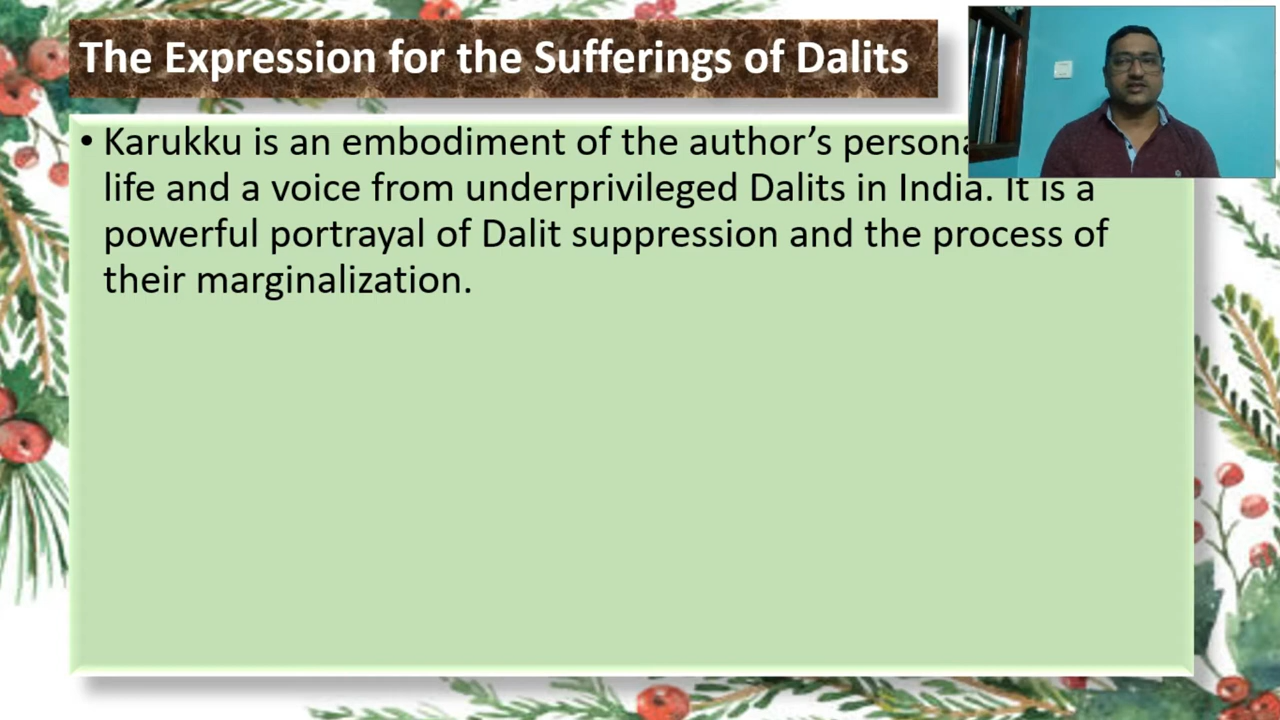 The Expression for the Sufferings of Dalits
• Karukku is an embodiment of the author’s
life and a voice from underprivileged Dalits in India. It is a
powerful portrayal of Dalit suppression and the process of
their marginalization.